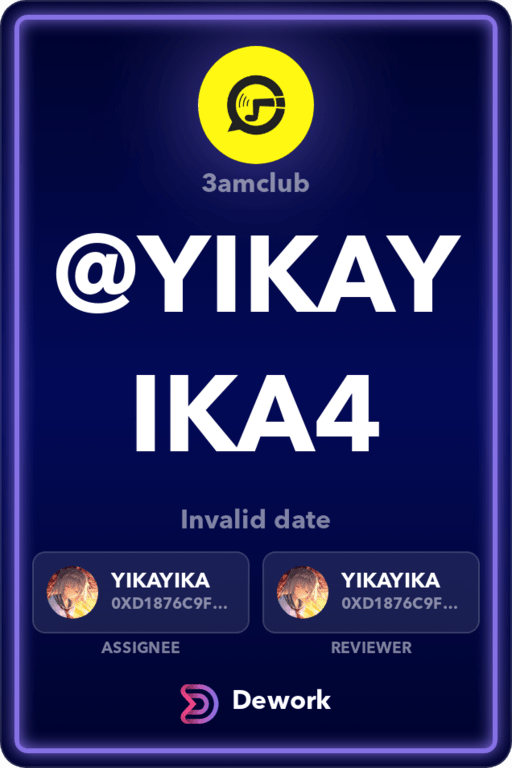 3amclub
@YIKAY
IKA4
Invalid date
YIKAYIKA
0XD1876C9F...
ASSIGNEE
YIKAYIKA
0XD1876C9F...
REVIEWER
Dework